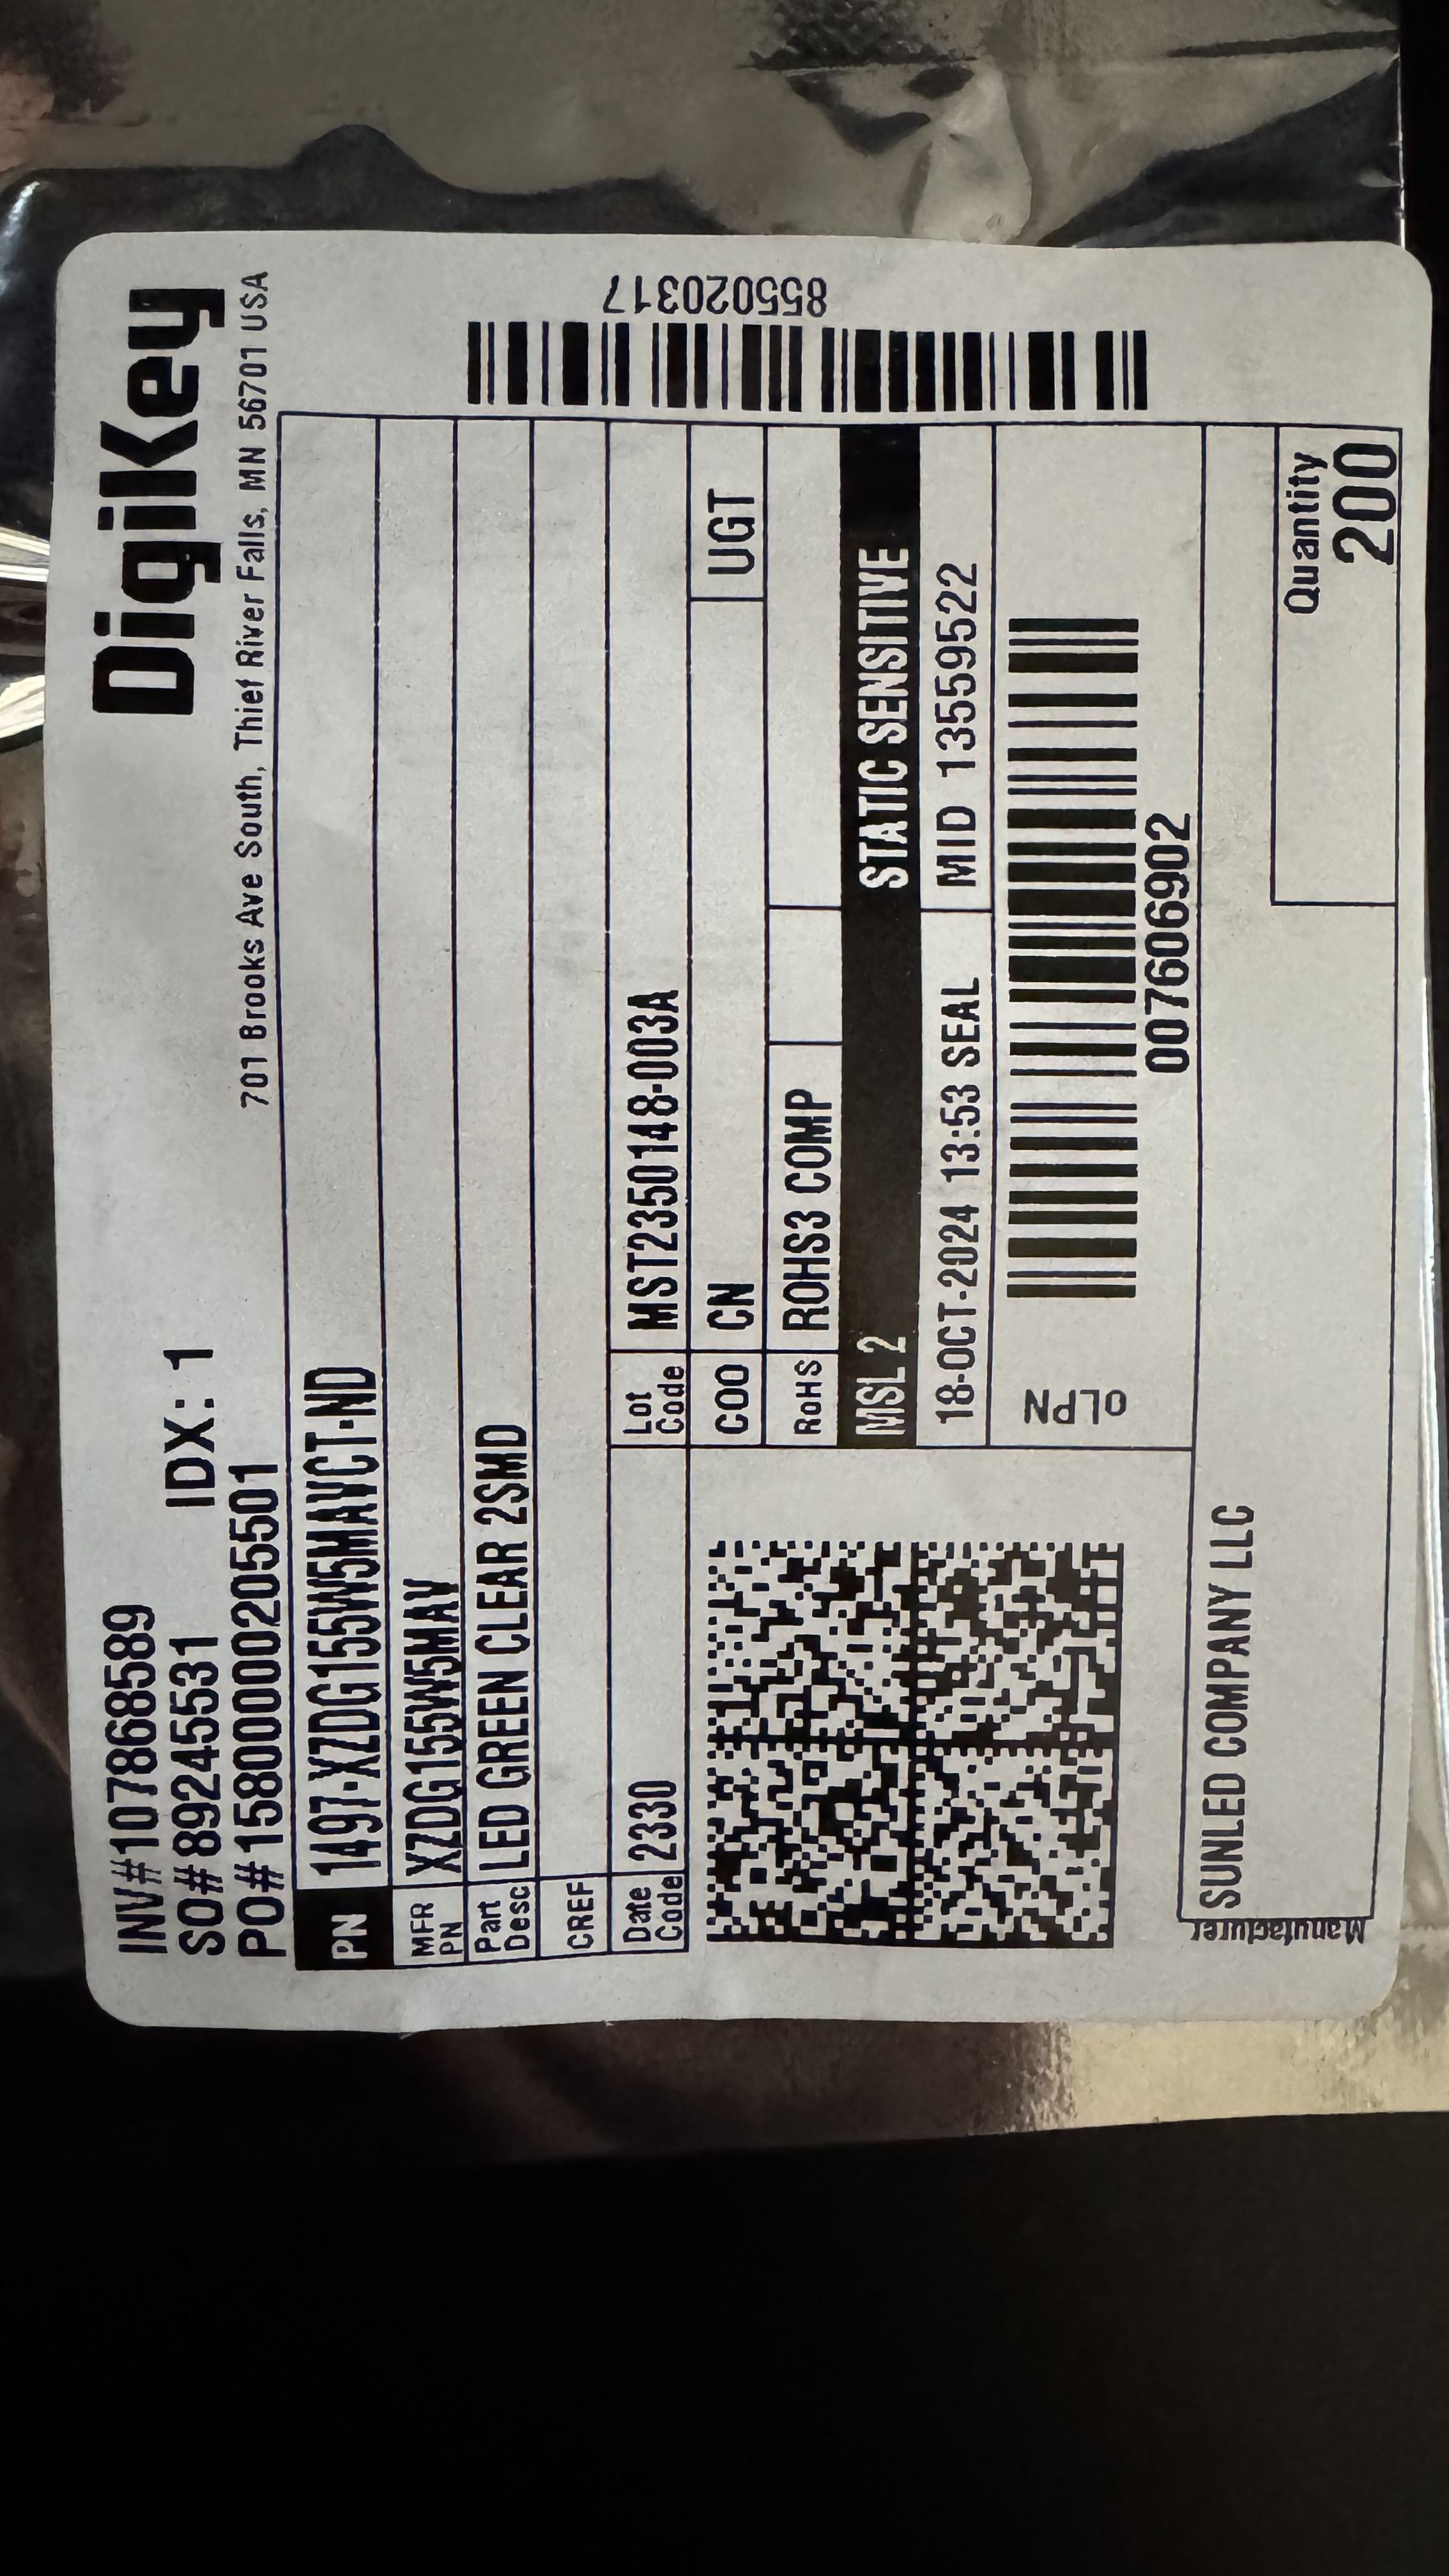 INV#107868589
SO#89245531 IDX: 1
PO#1580000205501
DigiKey
701 Brooks Ave South, Thief River Falls, MN 56701 USA
PN 1497-XZDG155W5MAVCT-ND
MFR PN XZDG155W5MAV
Part Desc LED GREEN CLEAR 2SMD
CREF
Date Code 2330 Lot Code MST2350148-003A
COO CN UGT
RoHS ROHS3 COMP
MSL 2 STATIC SENSITIVE
18-OCT-2024 13:53 SEAL MID 13559522
OLPN
007606902
Manufacturer SUNLED COMPANY LLC
Quantity
200
855020317